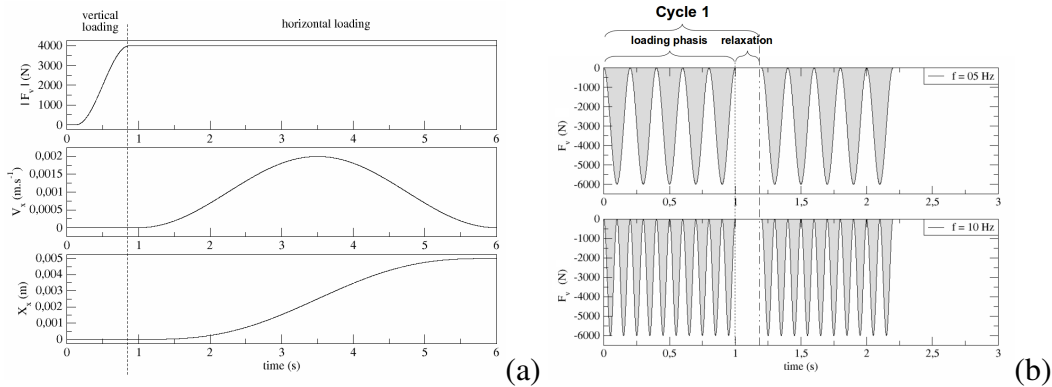 vertical
loading
horizontal loading
4000
3000
2000
1000
0
| F_v | (N)
0 1 2 3 4 5 6
0,002
0,0015
0,001
0,0005
0
V_x (m.s^-1)
0 1 2 3 4 5 6
0,005
0,004
0,003
0,002
0,001
0
X_x (m)
0 1 2 3 4 5 6
time (s)
(a)
Cycle 1
loading phasis relaxation
0
-1000
-2000
-3000
-4000
-5000
-6000
F_v (N)
f = 05 Hz
0 0,5 1 1,5 2 2,5 3
0
-1000
-2000
-3000
-4000
-5000
-6000
F_v (N)
f = 10 Hz
0 0,5 1 1,5 2 2,5 3
time (s)
(b)